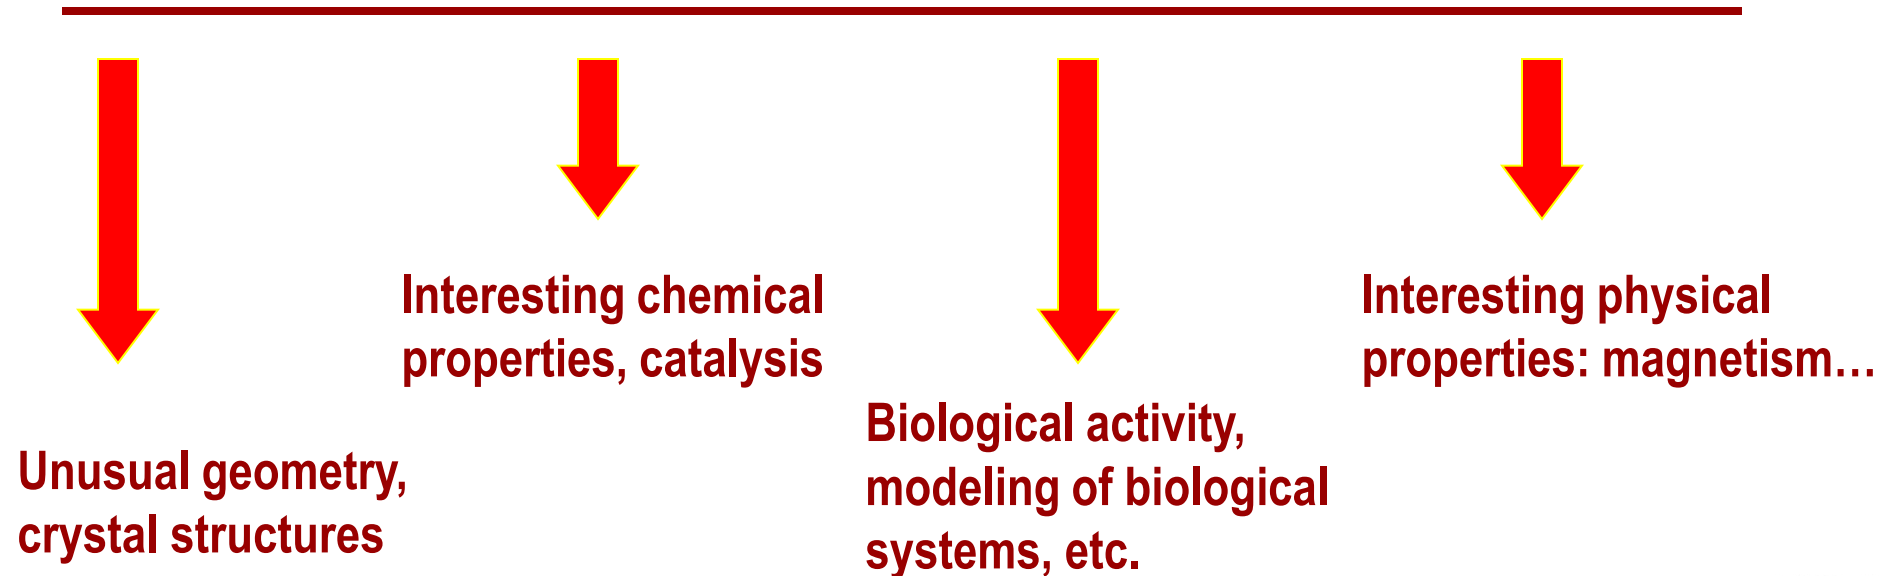 Unusual geometry,
crystal structures
Interesting chemical
properties, catalysis
Biological activity,
modeling of biological
systems, etc.
Interesting physical
properties: magnetism…